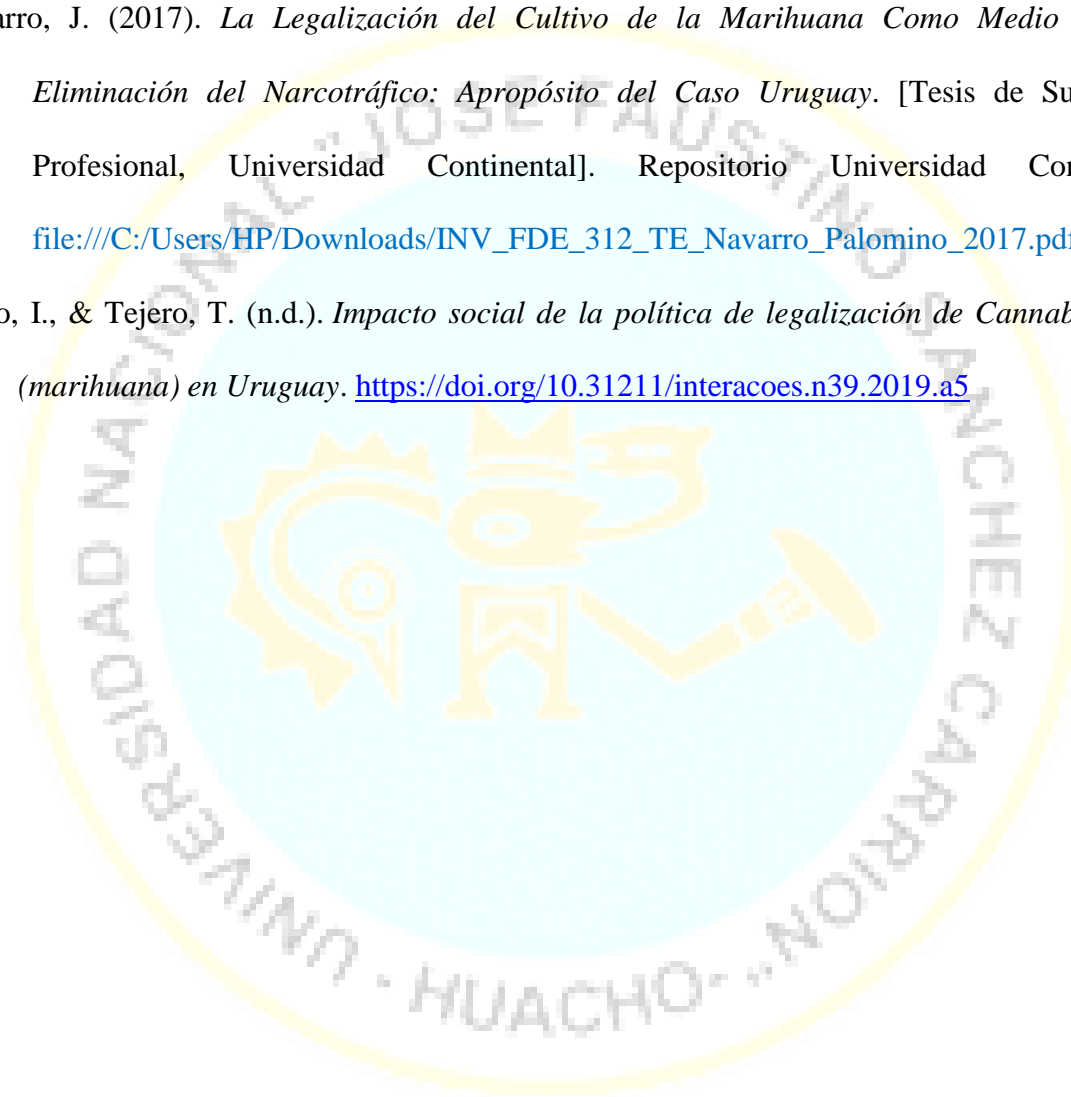 arro, J. (2017). La Legalización del Cultivo de la Marihuana Como Medio
Eliminación del Narcotráfico: Apropósito del Caso Uruguay. [Tesis de Su
Profesional, Universidad Continental]. Repositorio Universidad Con
file:///C:/Users/HP/Downloads/INV_FDE_312_TE_Navarro_Palomino_2017.pdf
o, I., & Tejero, T. (n.d.). Impacto social de la política de legalización de Cannab
(marihuana) en Uruguay. https://doi.org/10.31211/interacoes.n39.2019.a5
UNIVERSIDAD NACIONAL "JOSE FAUSTINO SANCHEZ CARRION"
- HUACHO-